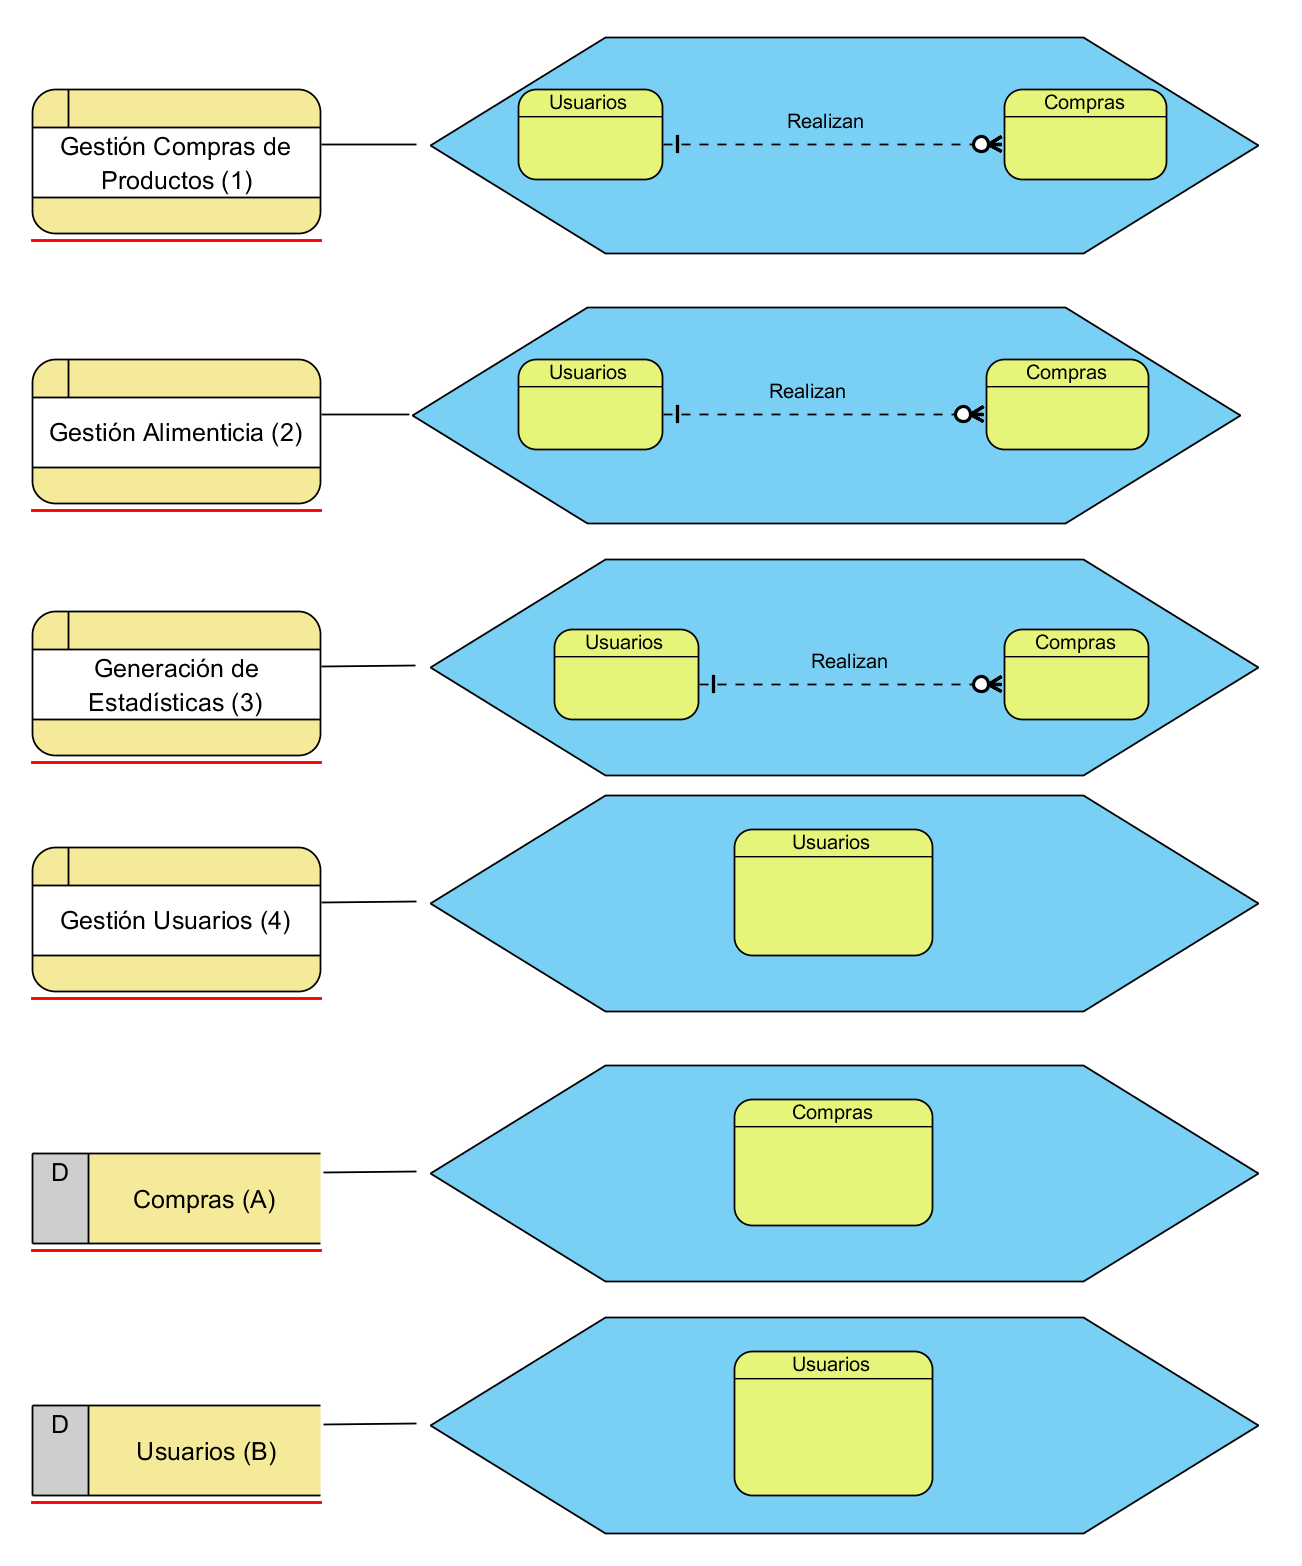 Usuarios
Realizan
Compras
Gestión Compras de
Productos (1)
Usuarios
Realizan
Compras
Gestión Alimenticia (2)
Usuarios
Realizan
Compras
Generación de
Estadísticas (3)
Usuarios
Gestión Usuarios (4)
Compras
D
Compras (A)
Usuarios
D
Usuarios (B)